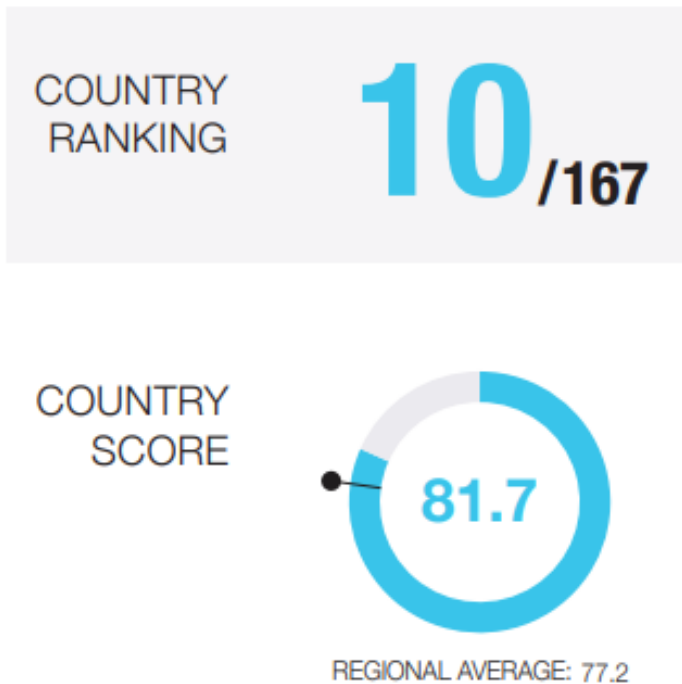 COUNTRY
RANKING
10/167
COUNTRY
SCORE
81.7
REGIONAL AVERAGE: 77.2